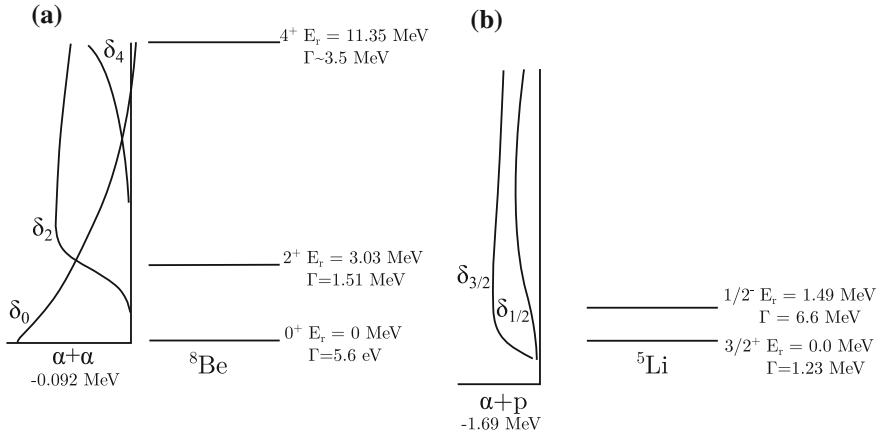 (a)
δ4
4+ Er = 11.35 MeV
Γ~3.5 MeV
δ2
2+ Er = 3.03 MeV
Γ=1.51 MeV
δ0
0+ Er = 0 MeV
Γ=5.6 eV
α+α
-0.092 MeV
8Be
(b)
δ3/2
δ1/2
1/2- Er = 1.49 MeV
Γ = 6.6 MeV
3/2+ Er = 0.0 MeV
Γ=1.23 MeV
α+p
-1.69 MeV
5Li